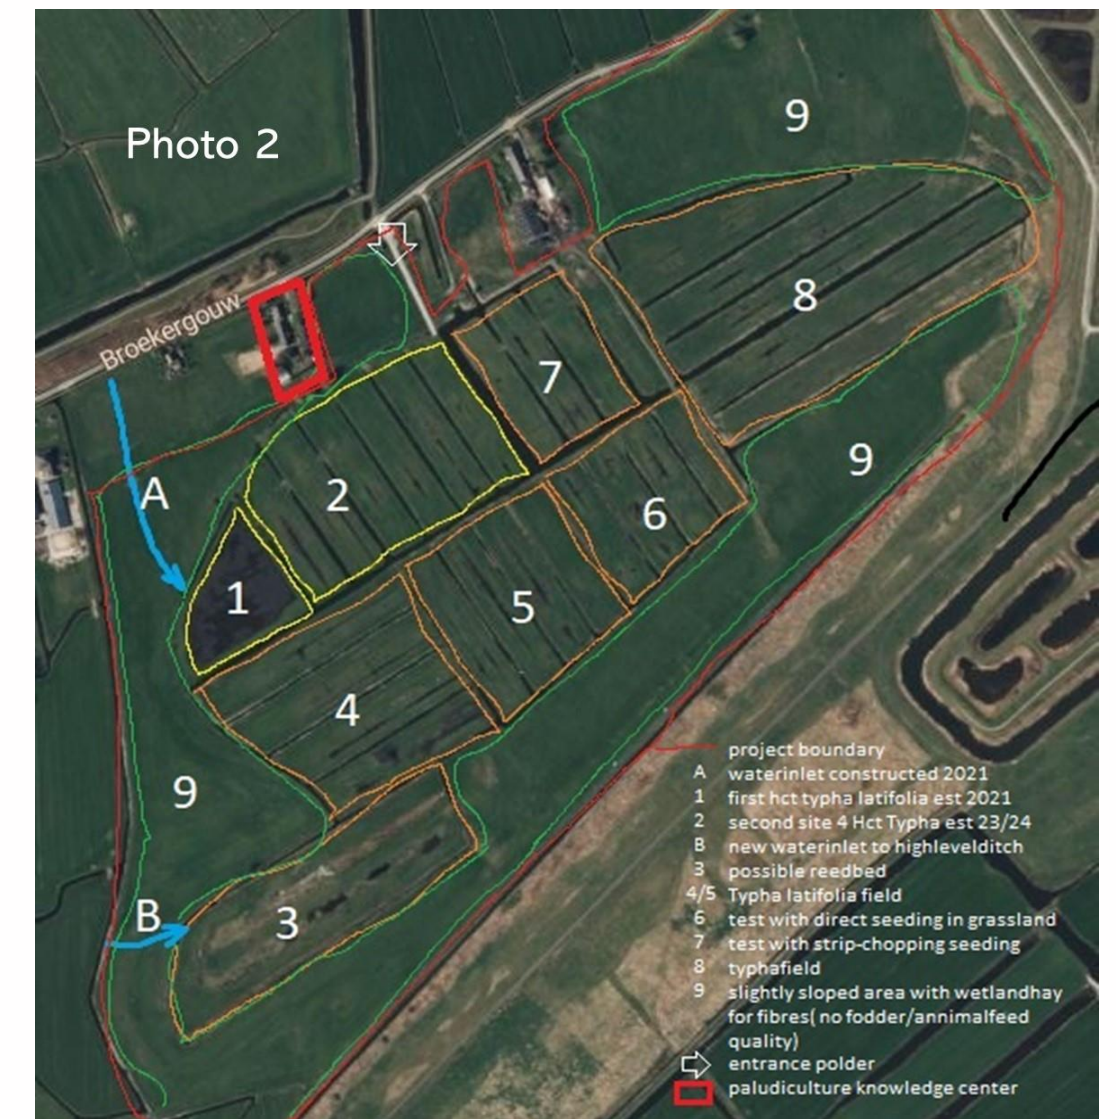 Photo 2
9
8
Broekergouw
7
9
A
2
6
1
5
4
9
B
3
project boundary
A waterinlet constructed 2021
1 first hct typha latifolia est 2021
2 second site 4 Hct Typha est 23/24
B new waterinlet to highlevelditch
3 possible reedbed
4/5 Typha latifolia field
6 test with direct seeding in grassland
7 test with strip-chopping seeding
8 typhafield
9 slightly sloped area with wetlandhay
for fibres( no fodder/annimalfeed
quality)
entrance polder
paludiculture knowledge center